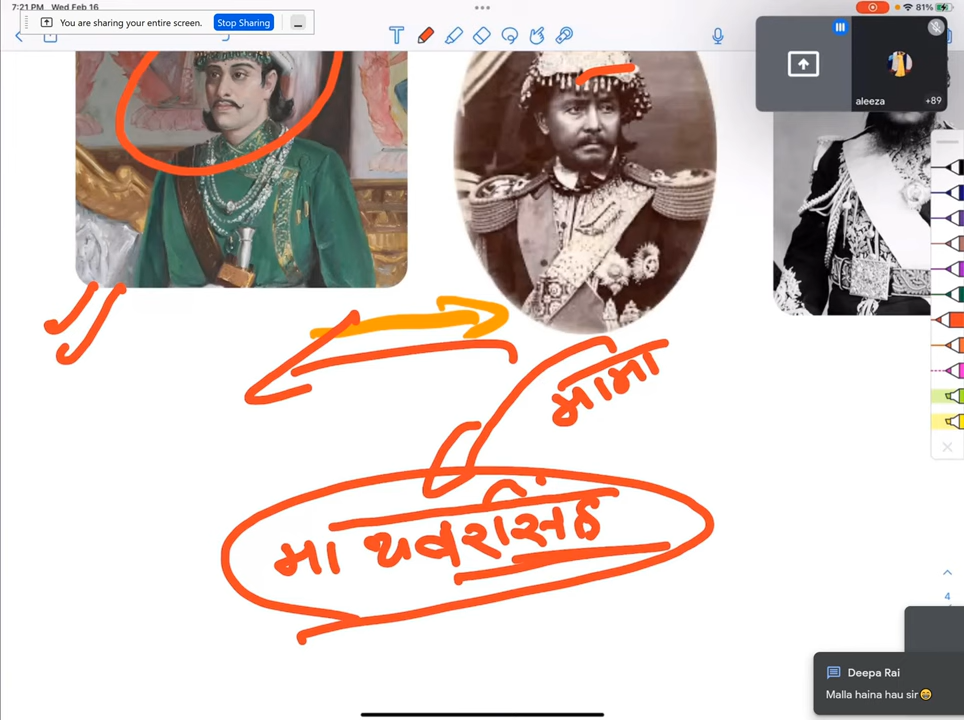 7:21 PM Wed Feb 16
81%
You are sharing your entire screen.
Stop Sharing
aleeza
+89
मामा
माथवरसिंह
4
Deepa Rai
Malla haina hau sir😄